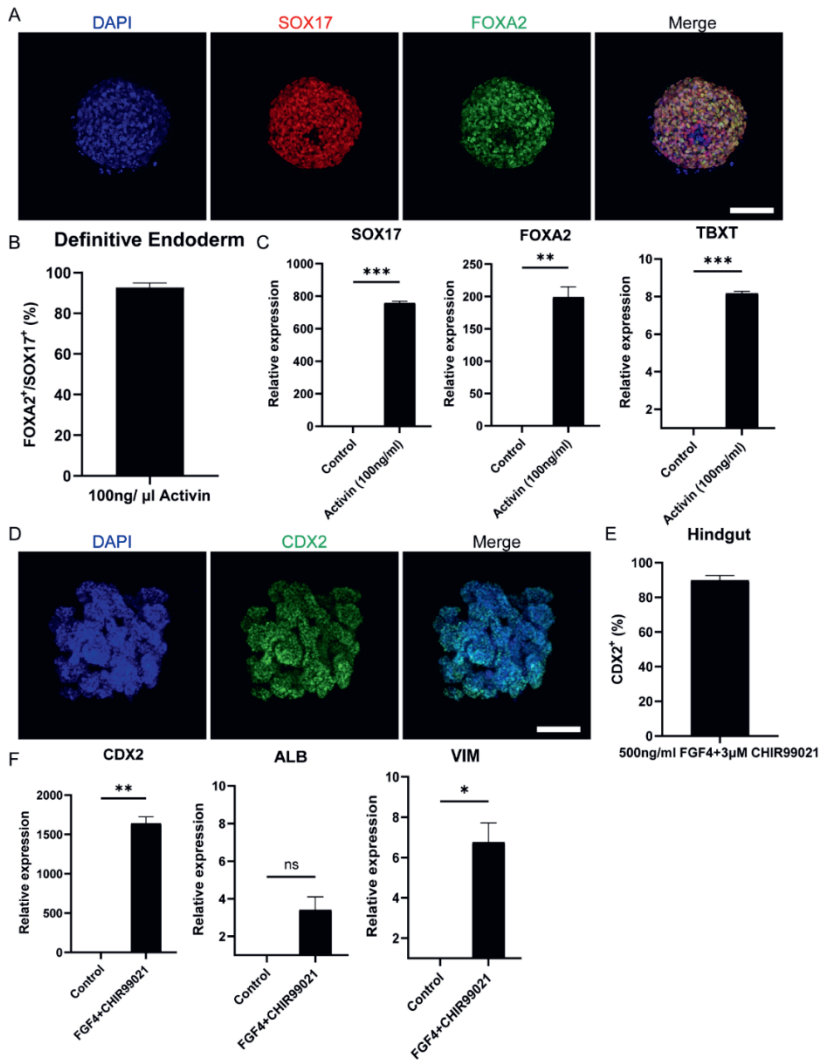 A
DAPI
SOX17
FOXA2
Merge
B
Definitive Endoderm
FOXA2+/SOX17+ (%)
100
80
60
40
20
0
100ng/ μl Activin
C
SOX17
Relative expression
1000
800
600
400
200
0
***
Control
Activin (100ng/ml)
FOXA2
Relative expression
250
200
150
100
50
0
**
Control
Activin (100ng/ml)
TBXT
Relative expression
10
8
6
4
2
***
Control
Activin (100ng/ml)
D
DAPI
CDX2
Merge
E
Hindgut
CDX2+ (%)
100
80
60
40
20
0
500ng/ml FGF4+3μM CHIR99021
F
CDX2
Relative expression
2000
1500
1000
500
0
**
Control
FGF4+CHIR99021
ALB
Relative expression
10
8
6
4
2
ns
Control
FGF4+CHIR99021
VIM
Relative expression
10
8
6
4
2
*
Control
FGF4+CHIR99021